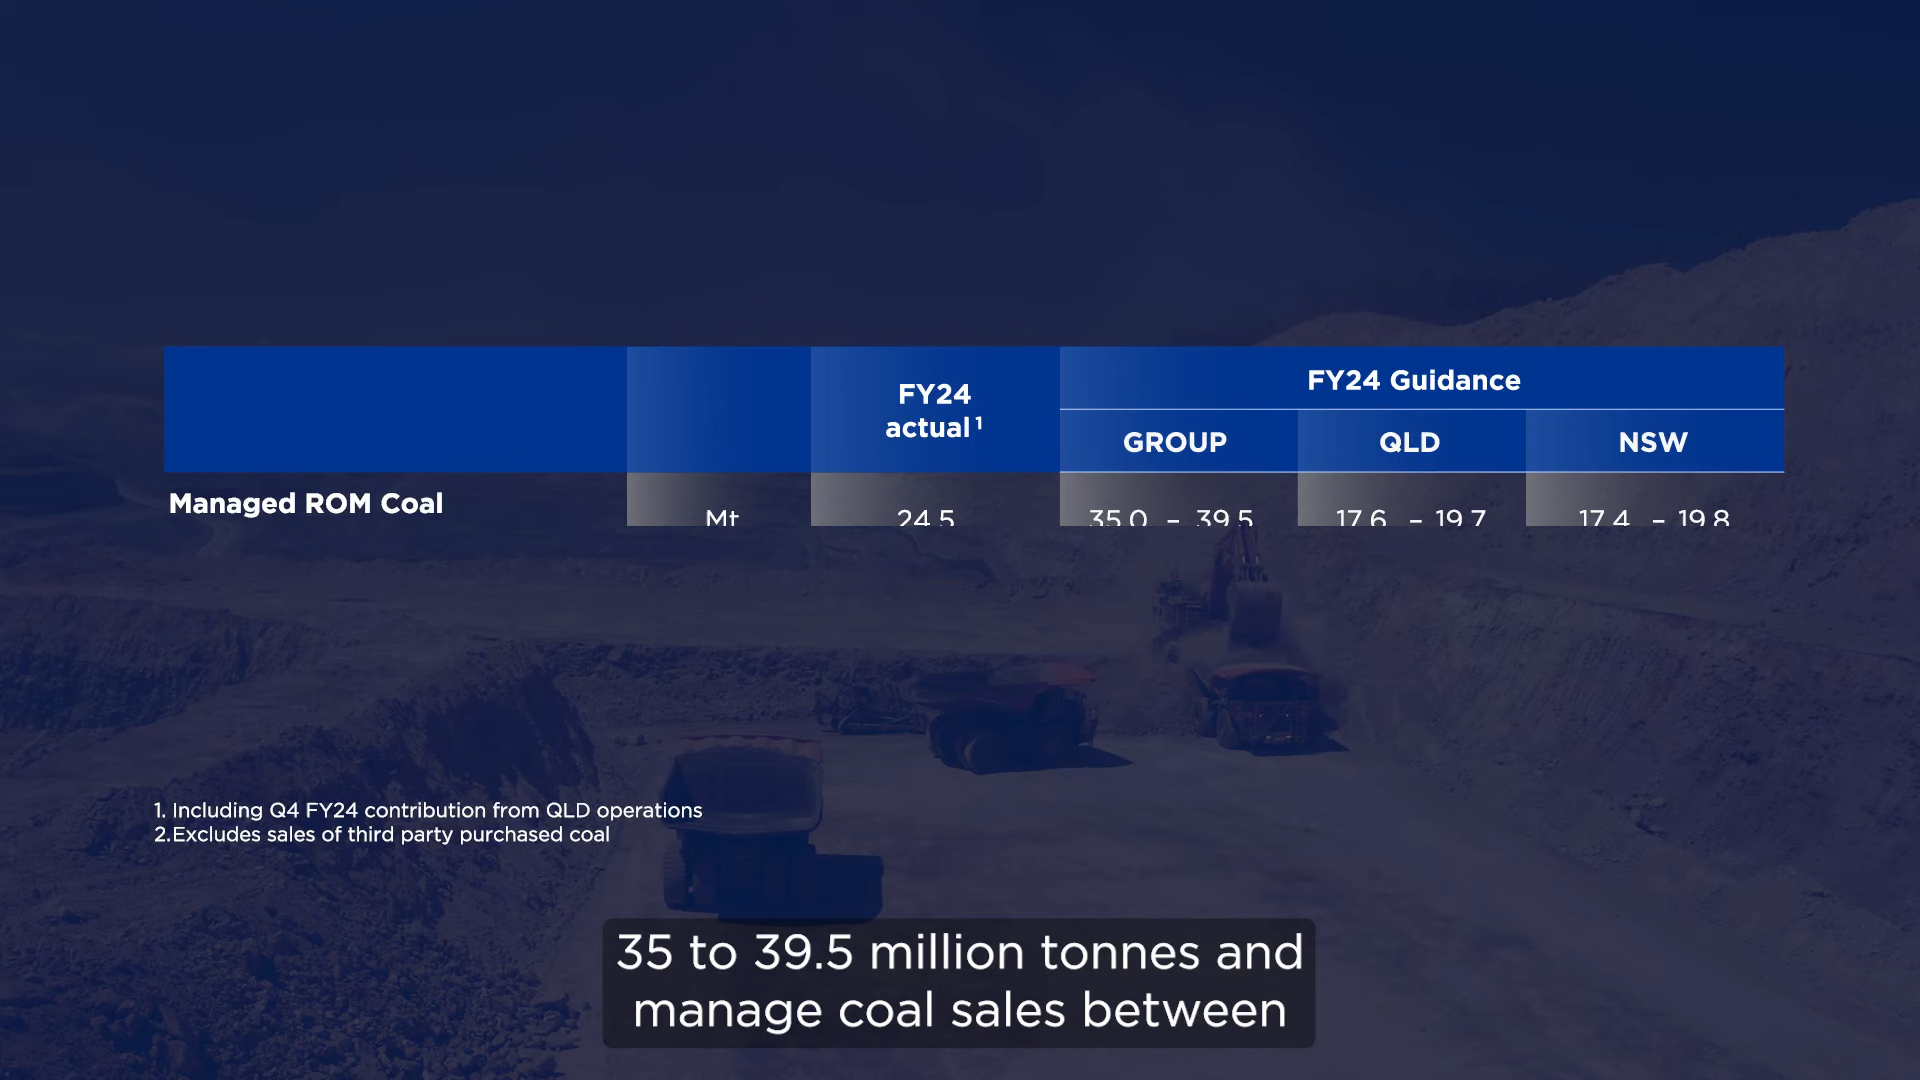 FY24
actual 1
FY24 Guidance
GROUP QLD NSW
Managed ROM Coal Mt 24.5 35.0 – 39.5 17.6 – 19.7 17.4 – 19.8
1. Including Q4 FY24 contribution from QLD operations
2.Excludes sales of third party purchased coal
35 to 39.5 million tonnes and
manage coal sales between